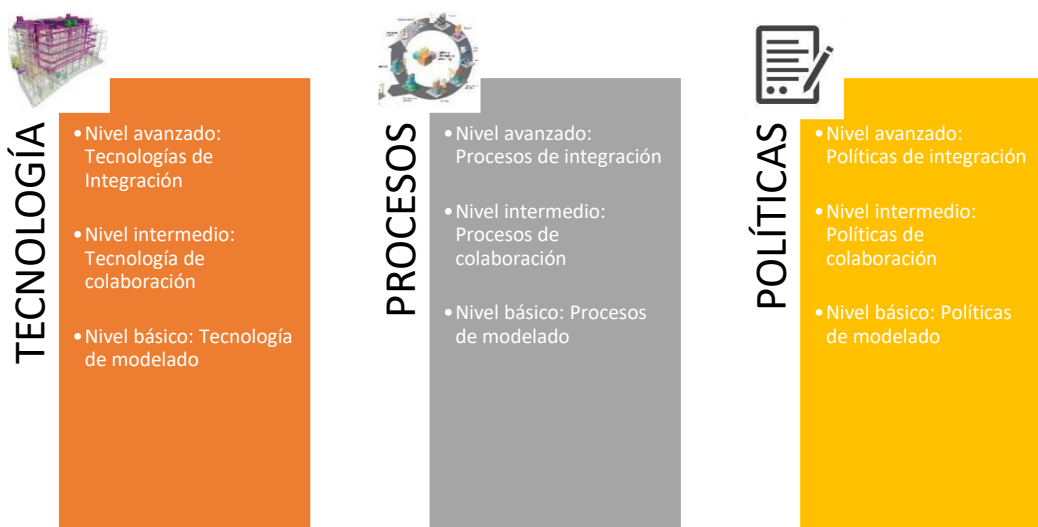 TECNOLOGÍA
•Nivel avanzado:
Tecnologías de
Integración
•Nivel intermedio:
Tecnología de
colaboración
•Nivel básico: Tecnología
de modelado
PROCESOS
•Nivel avanzado:
Procesos de integración
•Nivel intermedio:
Procesos de
colaboración
•Nivel básico: Procesos
de modelado
POLÍTICAS
•Nivel avanzado:
Políticas de integración
•Nivel intermedio:
Políticas de
colaboración
•Nivel básico: Políticas
de modelado